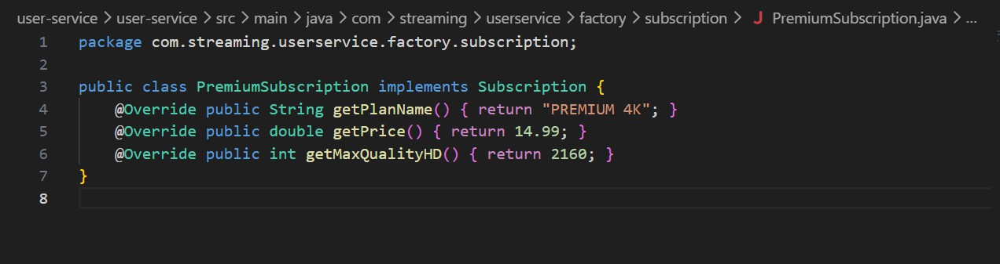 user-service > user-service > src > main > java > com > streaming > userservice > factory > subscription > J PremiumSubscription.java > ...
1 package com.streaming.userservice.factory.subscription;
2
3 public class PremiumSubscription implements Subscription {
4 @Override public String getPlanName() { return "PREMIUM 4K"; }
5 @Override public double getPrice() { return 14.99; }
6 @Override public int getMaxQualityHD() { return 2160; }
7 }
8